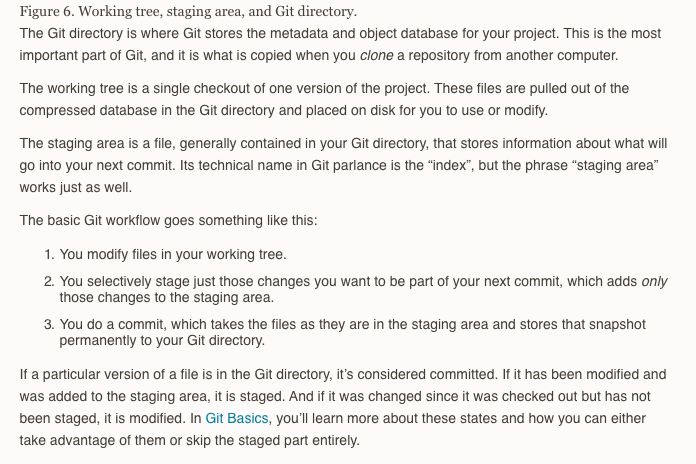 Figure 6. Working tree, staging area, and Git directory.
The Git directory is where Git stores the metadata and object database for your project. This is the most
important part of Git, and it is what is copied when you clone a repository from another computer.
The working tree is a single checkout of one version of the project. These files are pulled out of the
compressed database in the Git directory and placed on disk for you to use or modify.
The staging area is a file, generally contained in your Git directory, that stores information about what will
go into your next commit. Its technical name in Git parlance is the “index”, but the phrase “staging area”
works just as well.
The basic Git workflow goes something like this:
1. You modify files in your working tree.
2. You selectively stage just those changes you want to be part of your next commit, which adds only
those changes to the staging area.
3. You do a commit, which takes the files as they are in the staging area and stores that snapshot
permanently to your Git directory.
If a particular version of a file is in the Git directory, it’s considered committed. If it has been modified and
was added to the staging area, it is staged. And if it was changed since it was checked out but has not
been staged, it is modified. In Git Basics, you’ll learn more about these states and how you can either
take advantage of them or skip the staged part entirely.